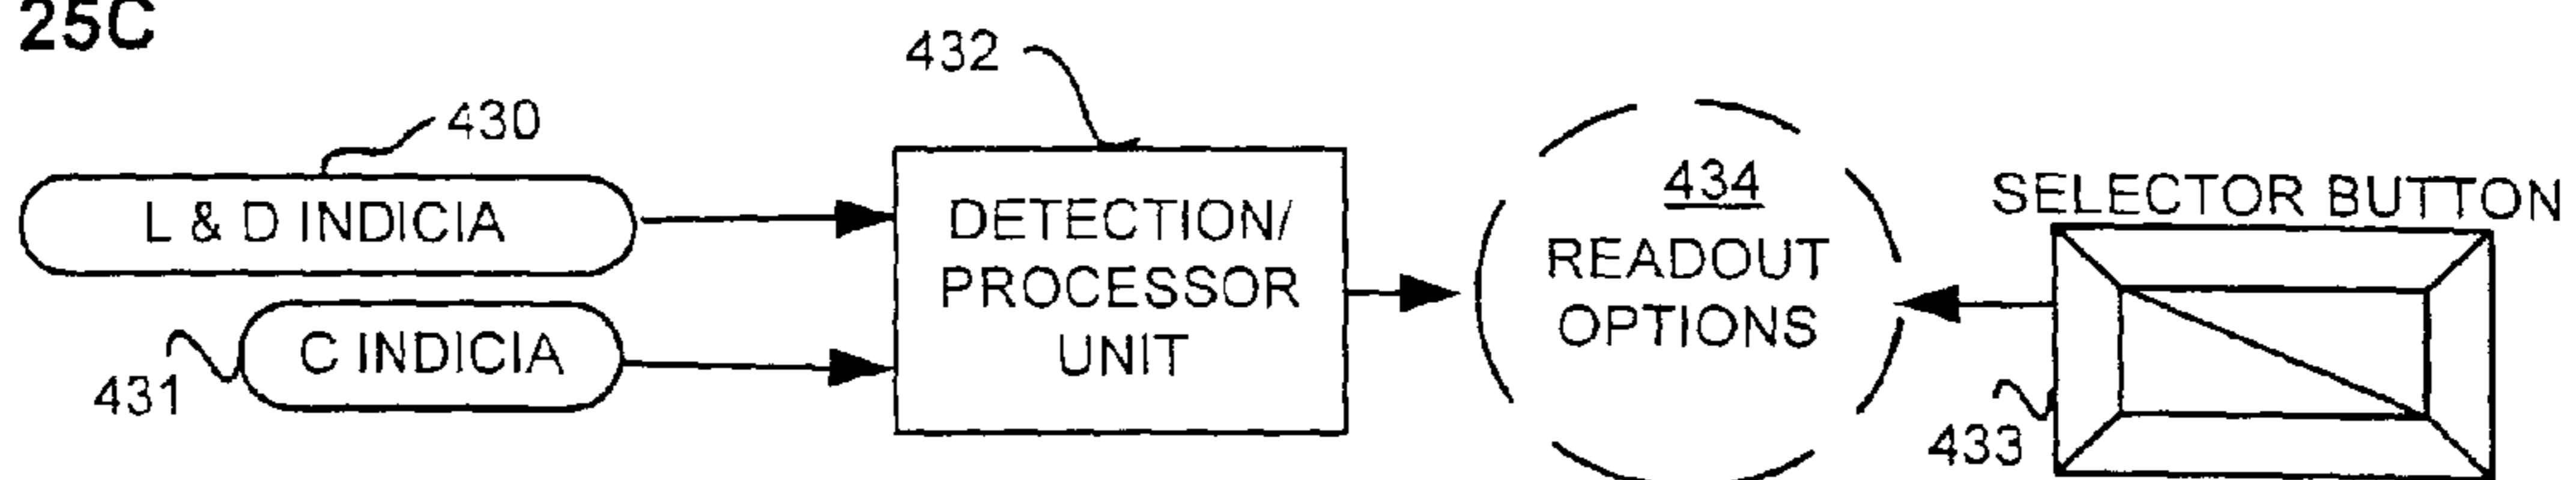 25C
432
430
L & D INDICIA
DETECTION/
PROCESSOR
UNIT
434
READOUT
OPTIONS
SELECTOR BUTTON
C INDICIA
431
433